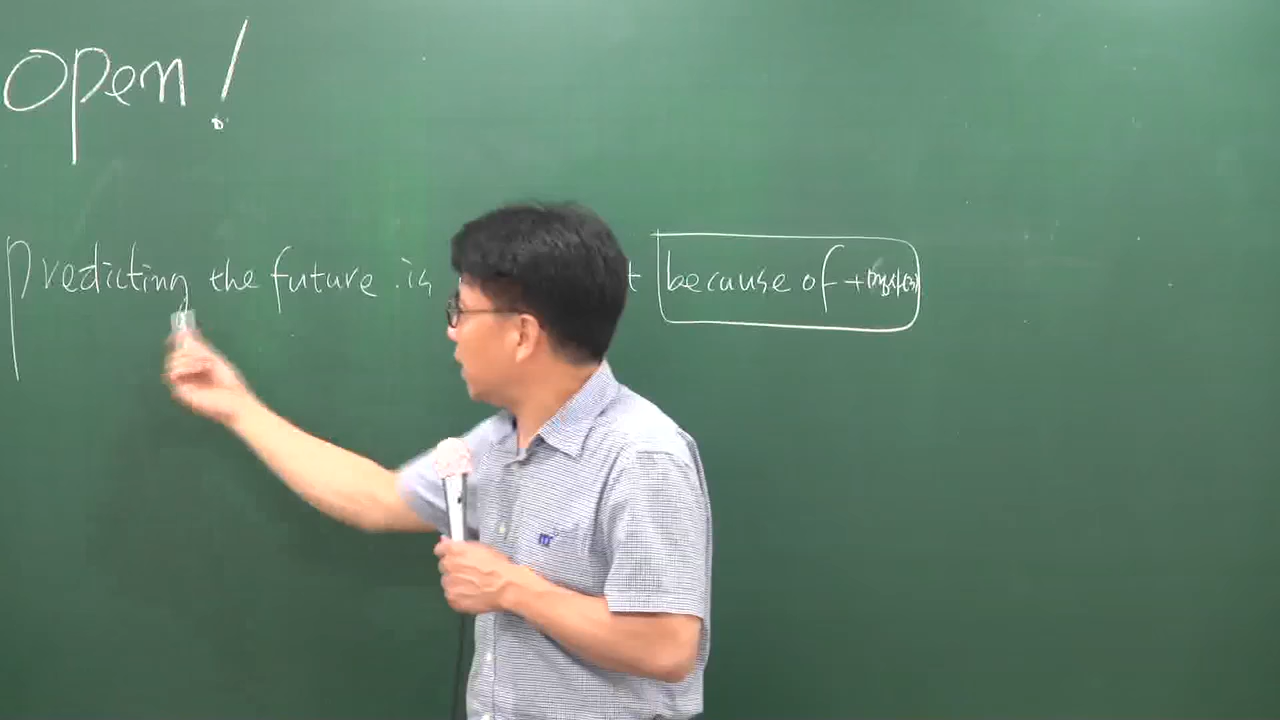 open!
predicting the future is t because of +